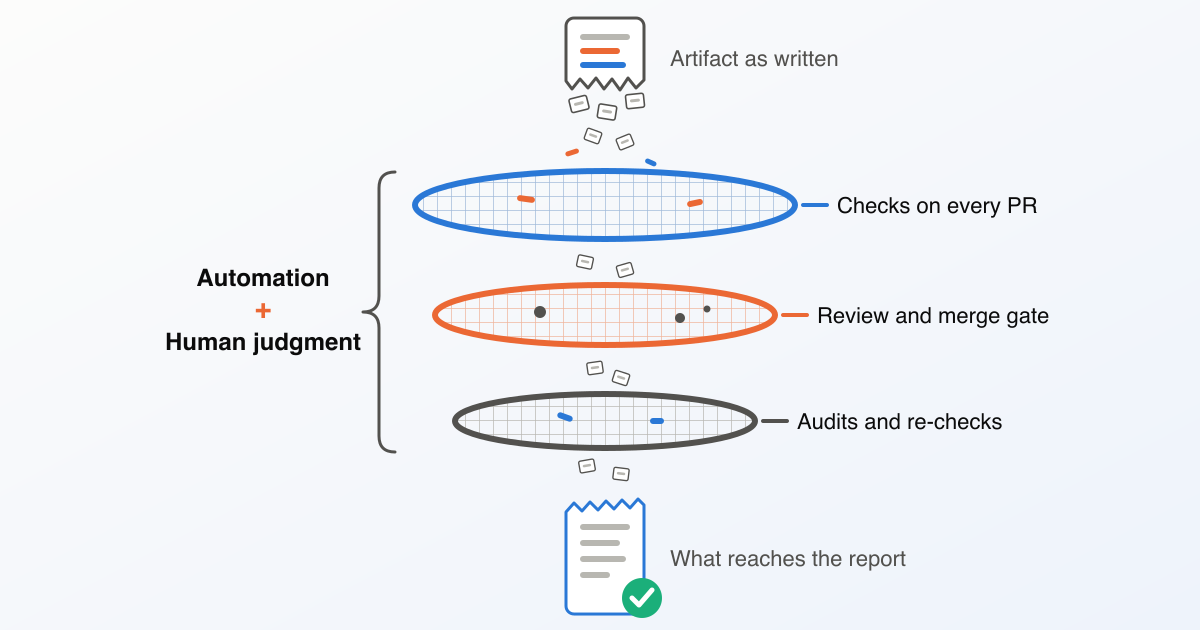 Artifact as written
Checks on every PR
Automation
+
Human judgment
Review and merge gate
Audits and re-checks
What reaches the report